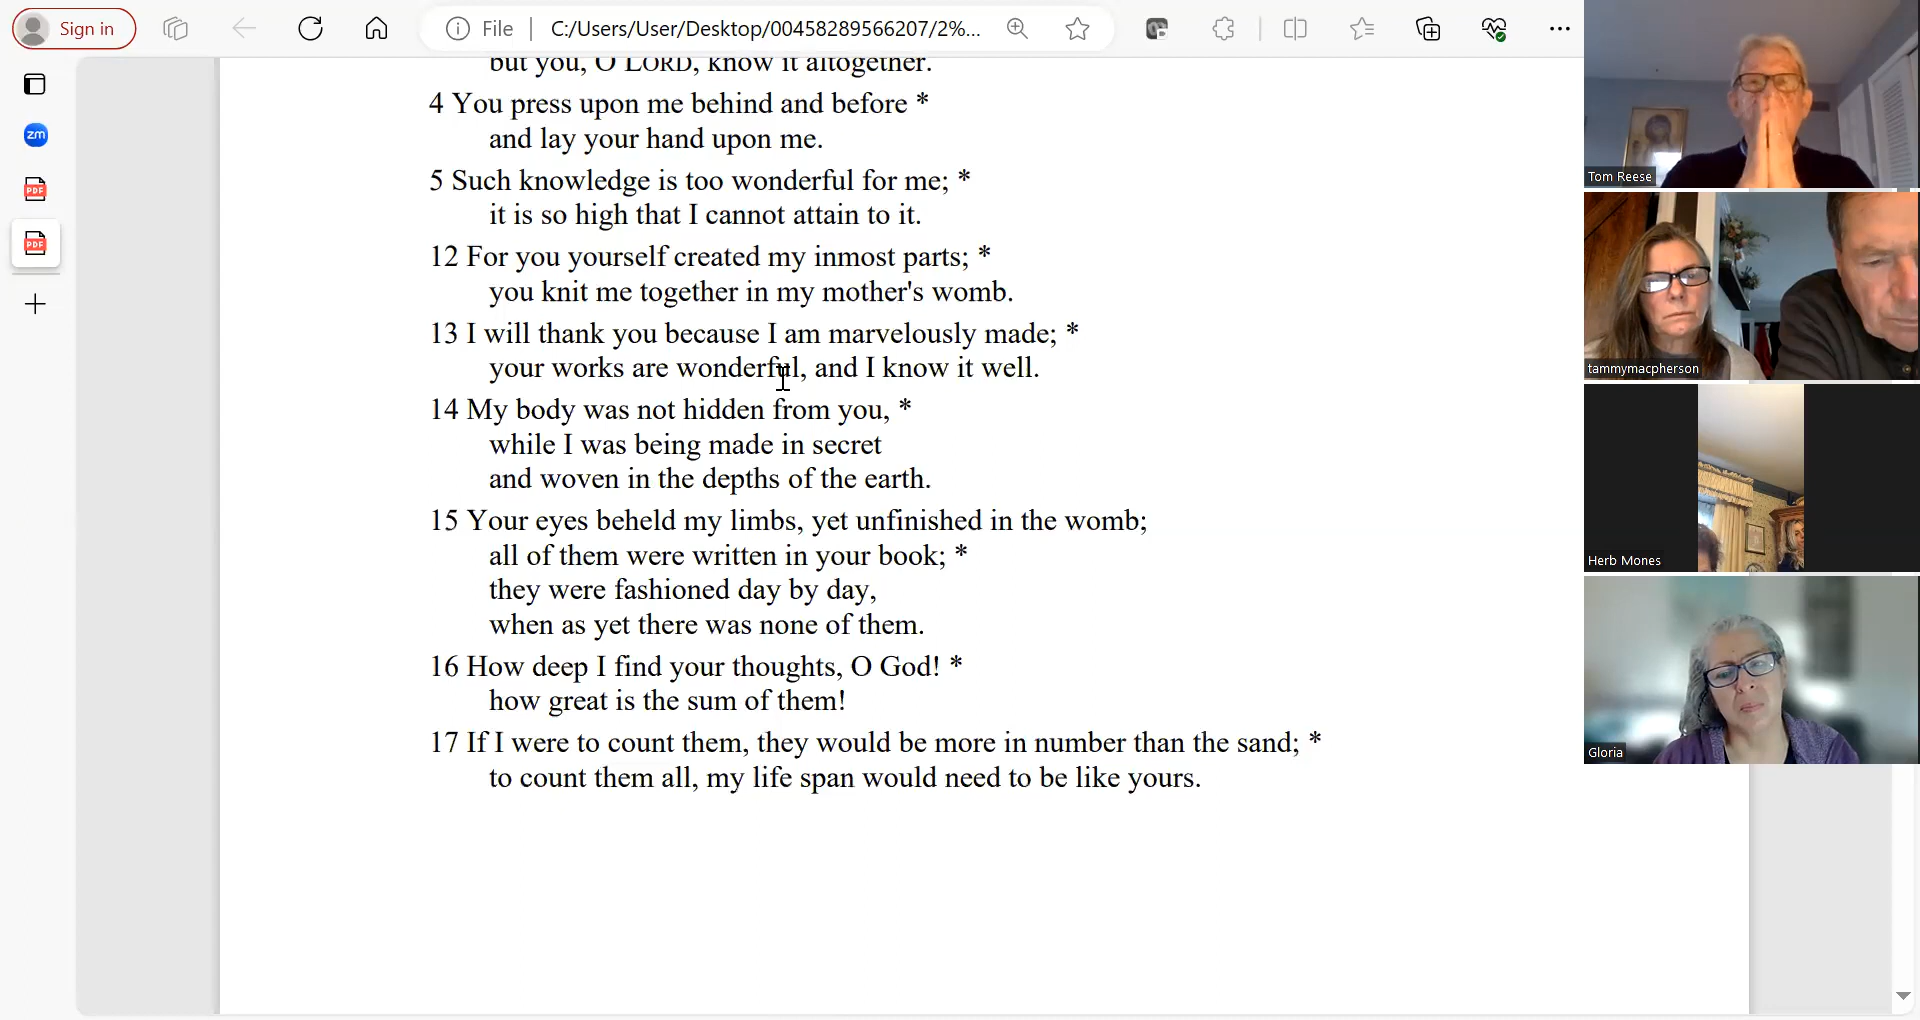 Sign in
File
C:/Users/User/Desktop/00458289566207/2%...
zm
PDF
PDF
but you, O LORD, know it altogether.
4 You press upon me behind and before *
and lay your hand upon me.
5 Such knowledge is too wonderful for me; *
it is so high that I cannot attain to it.
12 For you yourself created my inmost parts; *
you knit me together in my mother's womb.
13 I will thank you because I am marvelously made; *
your works are wonderful, and I know it well.
14 My body was not hidden from you, *
while I was being made in secret
and woven in the depths of the earth.
15 Your eyes beheld my limbs, yet unfinished in the womb;
all of them were written in your book; *
they were fashioned day by day,
when as yet there was none of them.
16 How deep I find your thoughts, O God! *
how great is the sum of them!
17 If I were to count them, they would be more in number than the sand; *
to count them all, my life span would need to be like yours.
Tom Reese
tammymacpherson
Herb Mones
Gloria